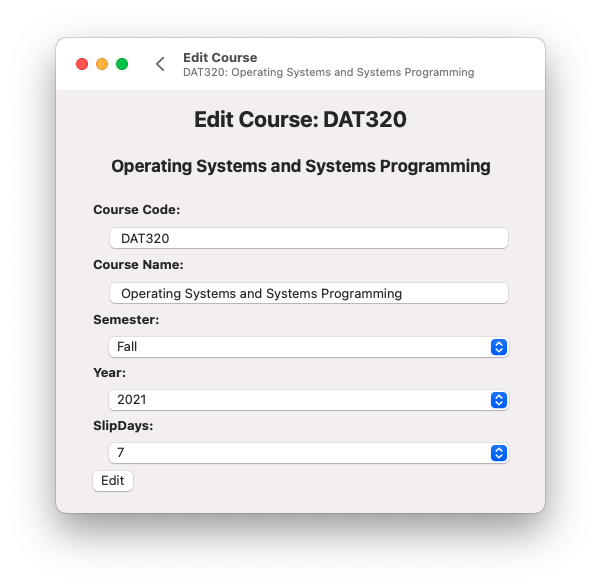 Edit Course
DAT320: Operating Systems and Systems Programming
Edit Course: DAT320
Operating Systems and Systems Programming
Course Code:
DAT320
Course Name:
Operating Systems and Systems Programming
Semester:
Fall
Year:
2021
SlipDays:
7
Edit